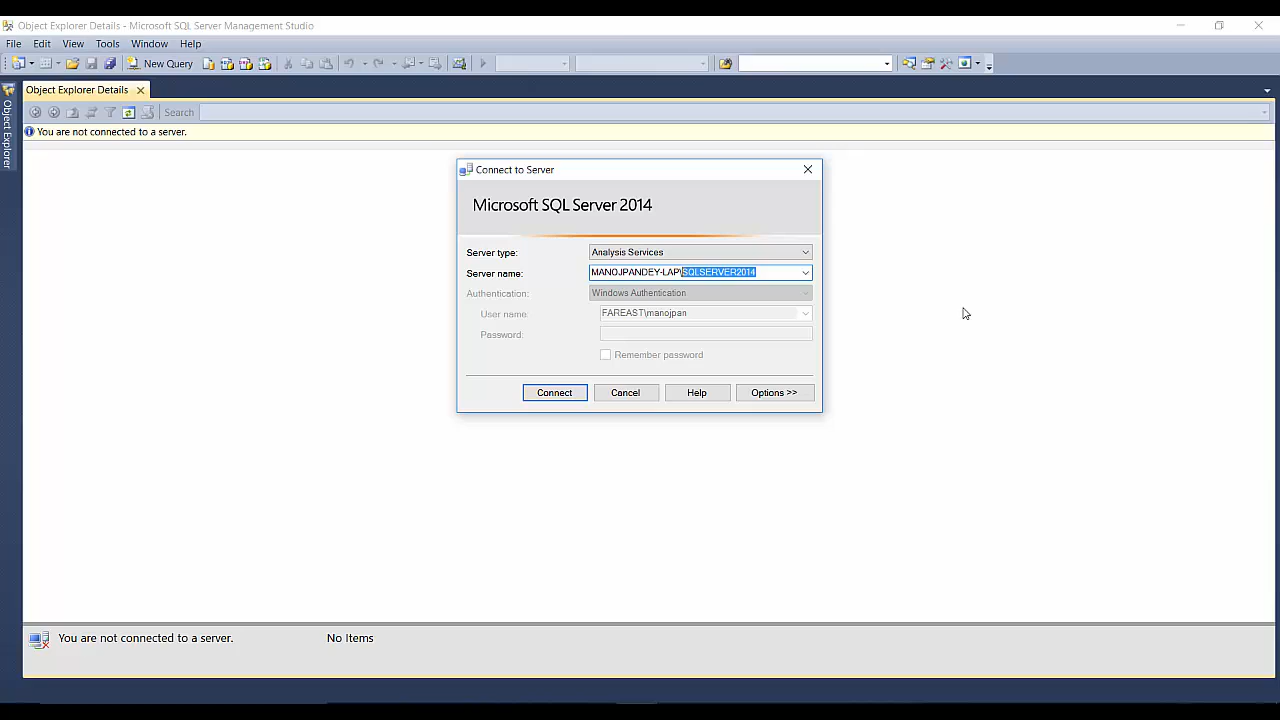 Object Explorer Details - Microsoft SQL Server Management Studio
File Edit View Tools Window Help
New Query
Object Explorer Details
Object Explorer
Search
You are not connected to a server.
Connect to Server
Microsoft SQL Server 2014
Server type: Analysis Services
Server name: MANOJPANDEY-LAP\SQLSERVER2014
Authentication: Windows Authentication
User name: FAREAST\manojpan
Password:
Remember password
Connect Cancel Help Options >>
You are not connected to a server. No Items